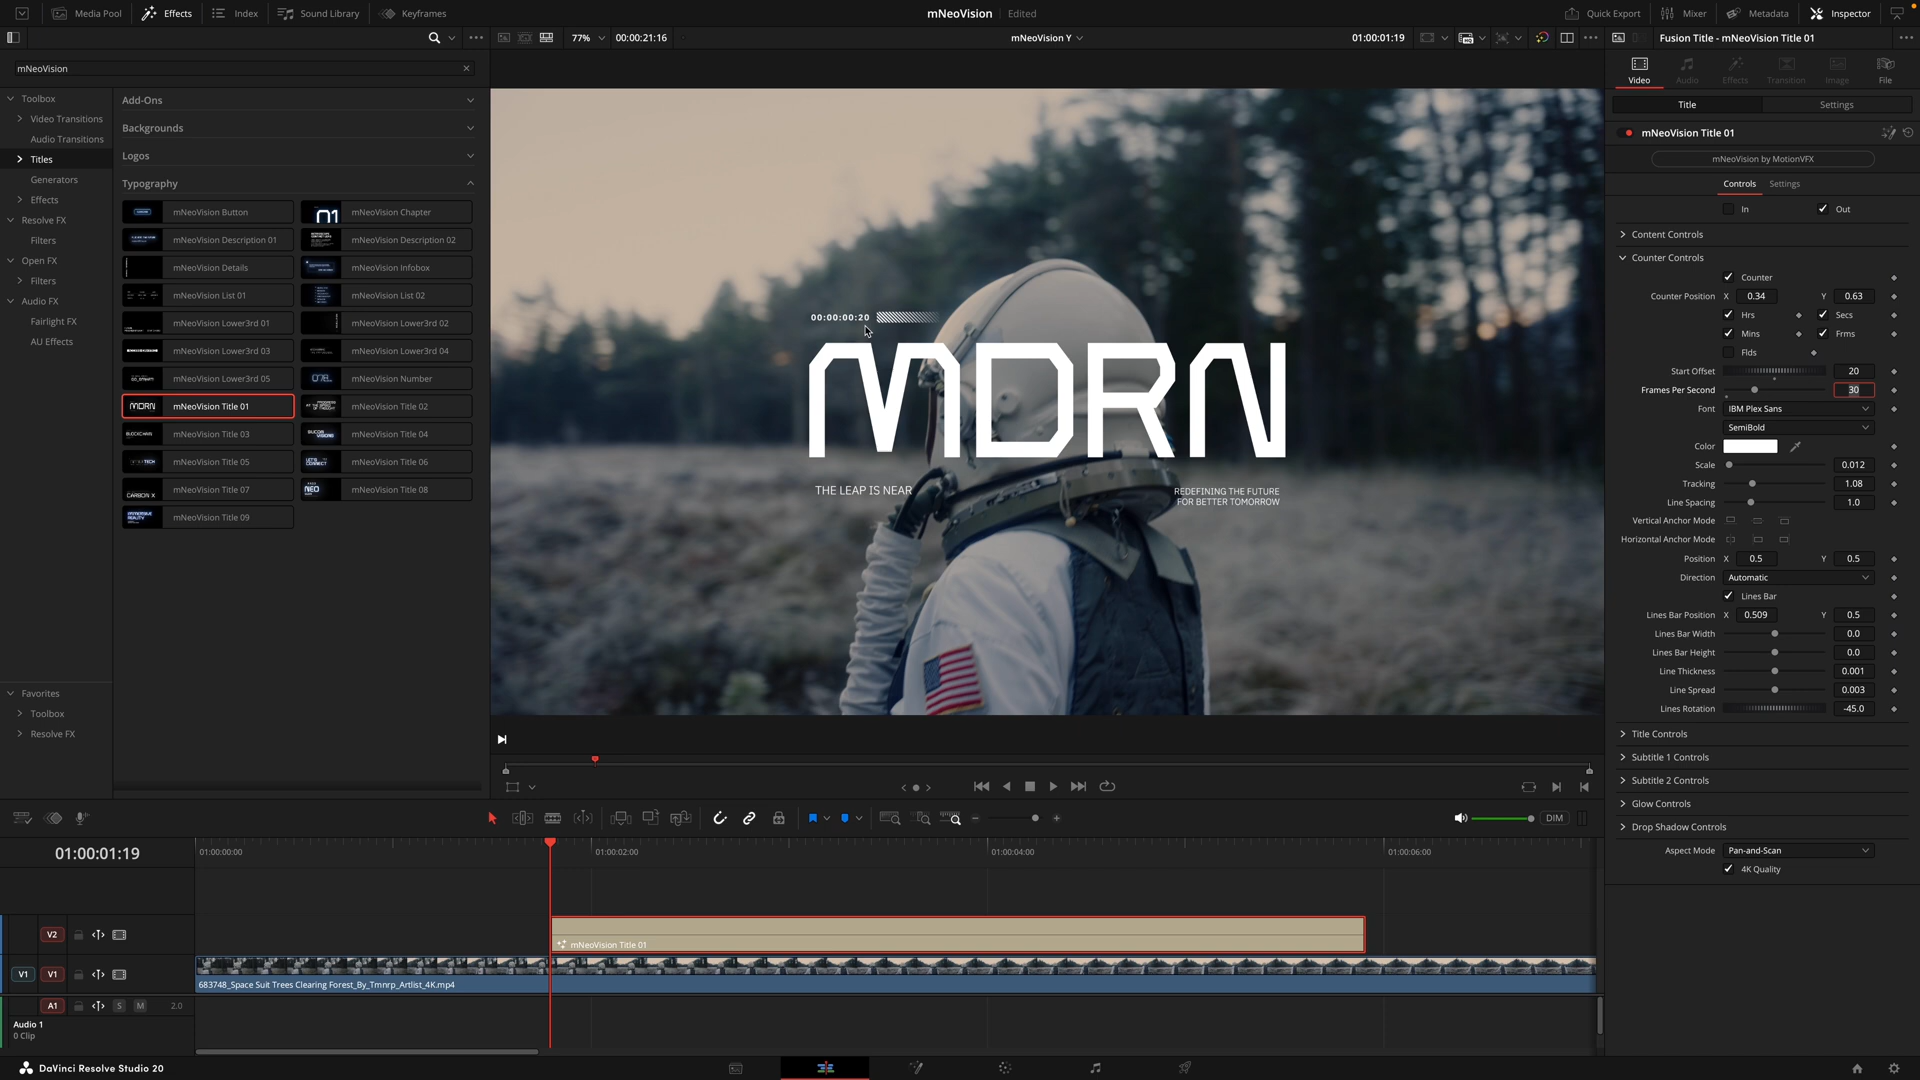 Media Pool
Effects
Index
Sound Library
Keyframes
mNeoVision
Edited
Quick Export
Mixer
Metadata
Inspector
77%
00:00:21:16
mNeoVision Y
01:00:01:19
Fusion Title - mNeoVision Title 01
mNeoVision
Toolbox
Video Transitions
Audio Transitions
Titles
Generators
Effects
Resolve FX
Filters
Open FX
Filters
Audio FX
Fairlight FX
AU Effects
Favorites
Toolbox
Resolve FX
Add-Ons
Backgrounds
Logos
Typography
mNeoVision Button
mNeoVision Chapter
mNeoVision Description 01
mNeoVision Description 02
mNeoVision Details
mNeoVision Infobox
mNeoVision List 01
mNeoVision List 02
mNeoVision Lower3rd 01
mNeoVision Lower3rd 02
mNeoVision Lower3rd 03
mNeoVision Lower3rd 04
mNeoVision Lower3rd 05
mNeoVision Number
MDRN
mNeoVision Title 01
mNeoVision Title 02
mNeoVision Title 03
mNeoVision Title 04
mNeoVision Title 05
mNeoVision Title 06
CARBON X
mNeoVision Title 07
mNeoVision Title 08
mNeoVision Title 09
00:00:00:20
MDRN
THE LEAP IS NEAR
REDEFINING THE FUTURE
FOR BETTER TOMORROW
Video
Audio
Effects
Transition
Image
File
Title
Settings
mNeoVision Title 01
mNeoVision by MotionVFX
Controls
Settings
In
Out
Content Controls
Counter Controls
Counter
Counter Position X 0.34 Y 0.63
Hrs
Secs
Mins
Frms
Flds
Start Offset 20
Frames Per Second 30
Font IBM Plex Sans
SemiBold
Color
Scale 0.012
Tracking 1.08
Line Spacing 1.0
Vertical Anchor Mode
Horizontal Anchor Mode
Position X 0.5 Y 0.5
Direction Automatic
Lines Bar
Lines Bar Position X 0.509 Y 0.5
Lines Bar Width 0.0
Lines Bar Height 0.0
Line Thickness 0.001
Line Spread 0.003
Lines Rotation -45.0
Title Controls
Subtitle 1 Controls
Subtitle 2 Controls
Glow Controls
Drop Shadow Controls
Aspect Mode Pan-and-Scan
4K Quality
DIM
01:00:01:19
01:00:00:00
01:00:02:00
01:00:04:00
01:00:06:00
V2
mNeoVision Title 01
V1
V1
683748_Space Suit Trees Clearing Forest_By_Tmnrp_Artlist_4K.mp4
A1
S
M
2.0
Audio 1
0 Clip
DaVinci Resolve Studio 20